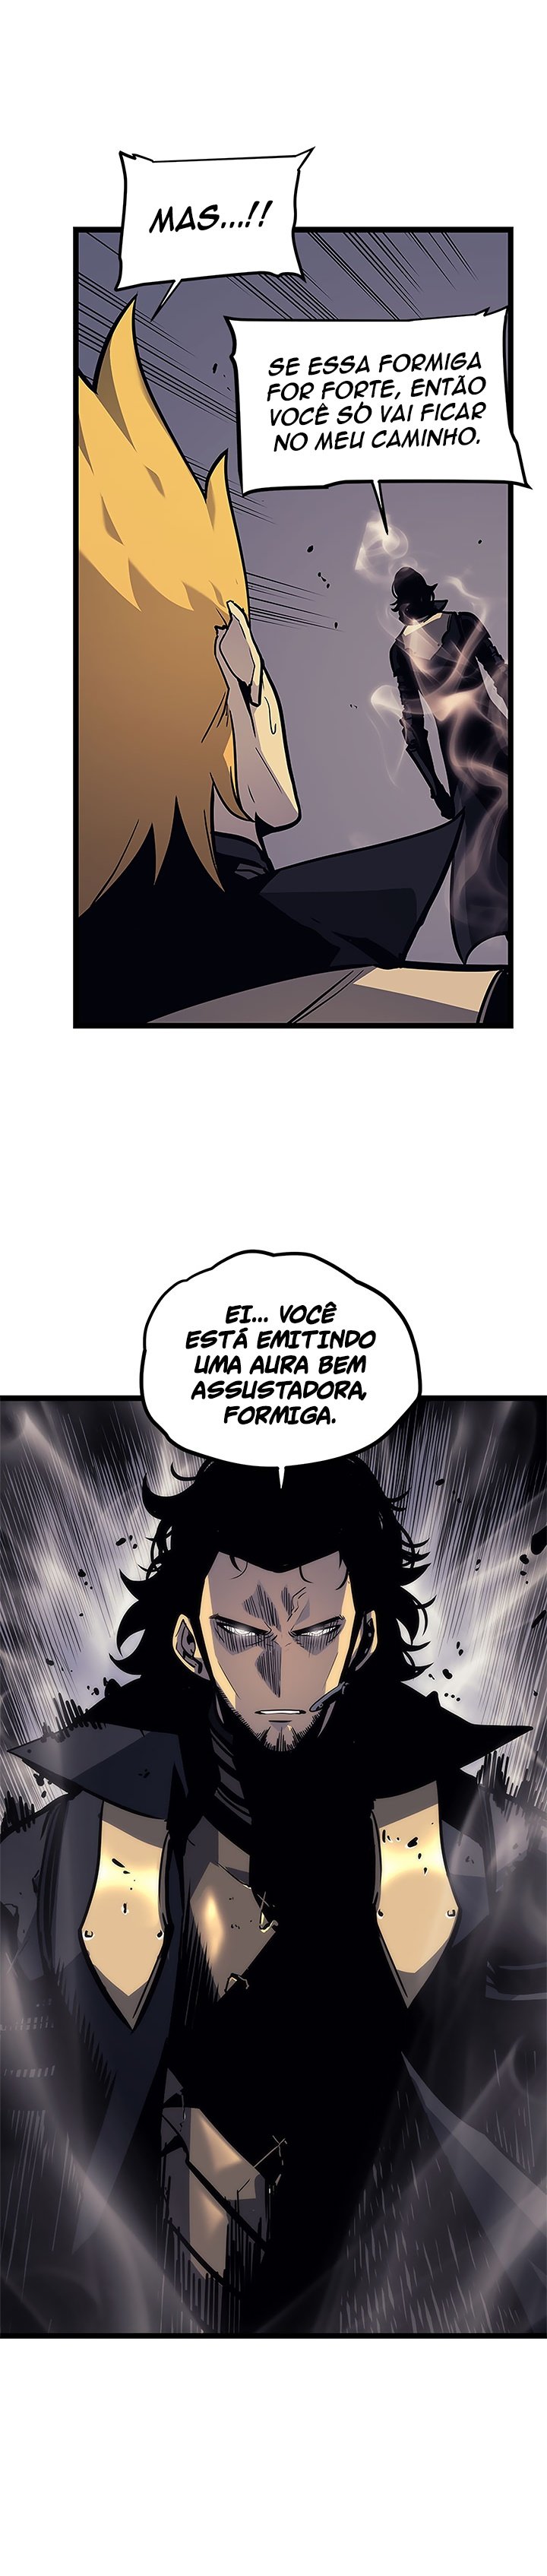 MAS...!!
SE ESSA FORMIGA
FOR FORTE, ENTÃO
VOCÊ SÓ VAI FICAR
NO MEU CAMINHO.
EI... VOCÊ
ESTÁ EMITINDO
UMA AURA BEM
ASSUSTADORA,
FORMIGA.